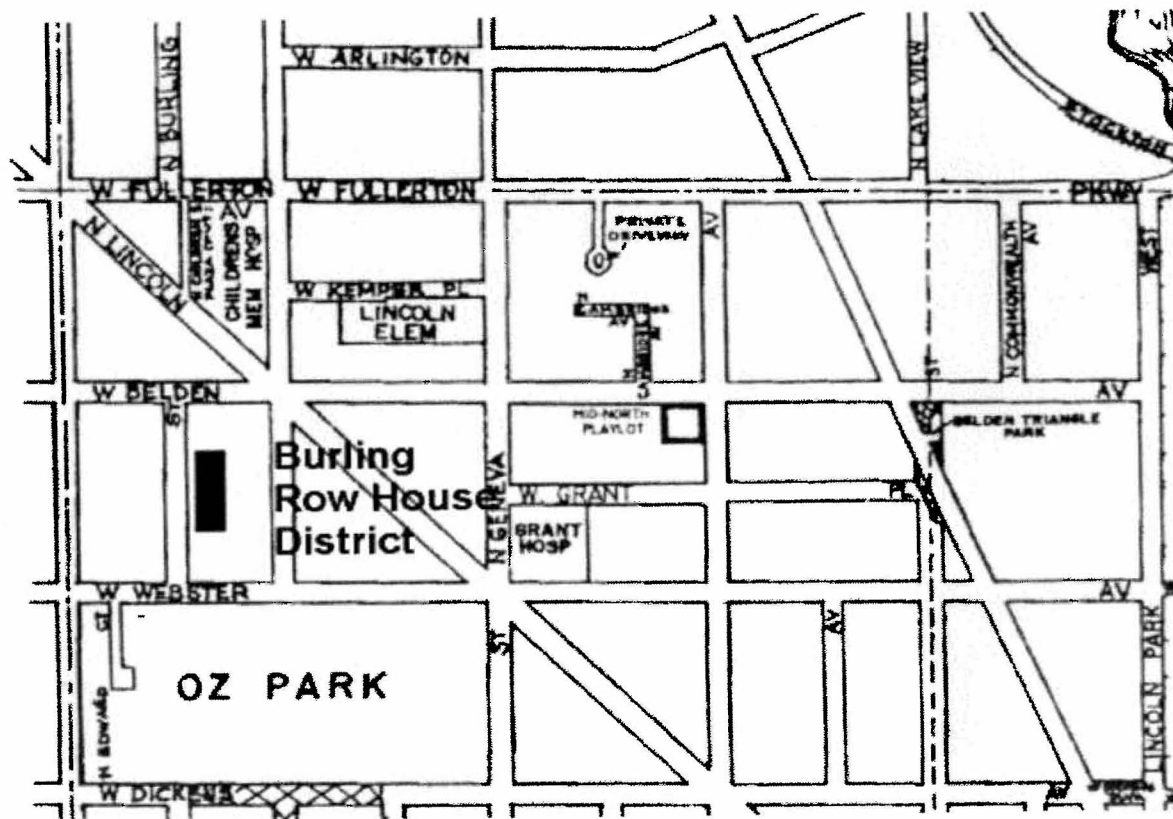 N BURLING
W ARLINGTON
N LAKE VIEW
STOCKTON
W FULLERTON
AV
W FULLERTON
PKWY
N LINCOLN
CHILDRENS
MEM HOSP
PRIVATE
DRIVEWAY
AV
N COMMONWEALTH
AV
WEST
W KEMPER PL
LINCOLN
ELEM
AV
ST
W BELDEN
AV
ST
MID-NORTH
PLAYLOT
BELDEN TRIANGLE
PARK
Burling
Row House
District
N GENEVA
W. GRANT
PL
GRANT
HOSP
W WEBSTER
AV
CT
N EDWARD
OZ PARK
ST
AV
LINCOLN PARK
W DICKENS
AV